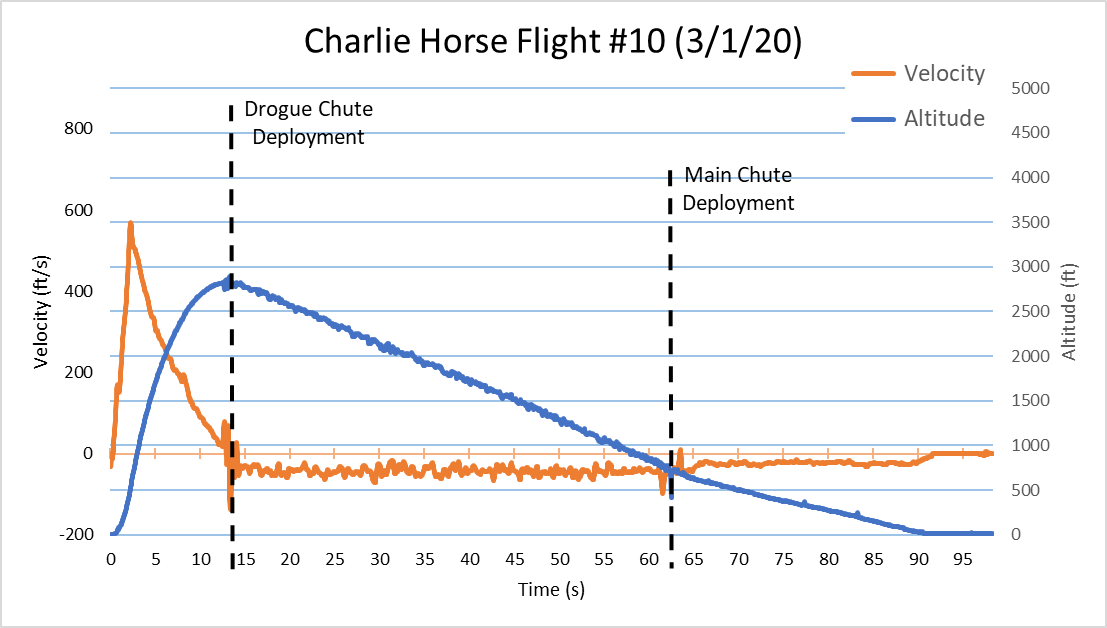 Charlie Horse Flight #10 (3/1/20)
Velocity
Altitude
Drogue Chute
Deployment
Main Chute
Deployment
Velocity (ft/s)
800
600
400
200
0
-200
5000
4500
4000
3500
3000
2500
2000
1500
1000
500
0
Altitude (ft)
0 5 10 15 20 25 30 35 40 45 50 55 60 65 70 75 80 85 90 95
Time (s)